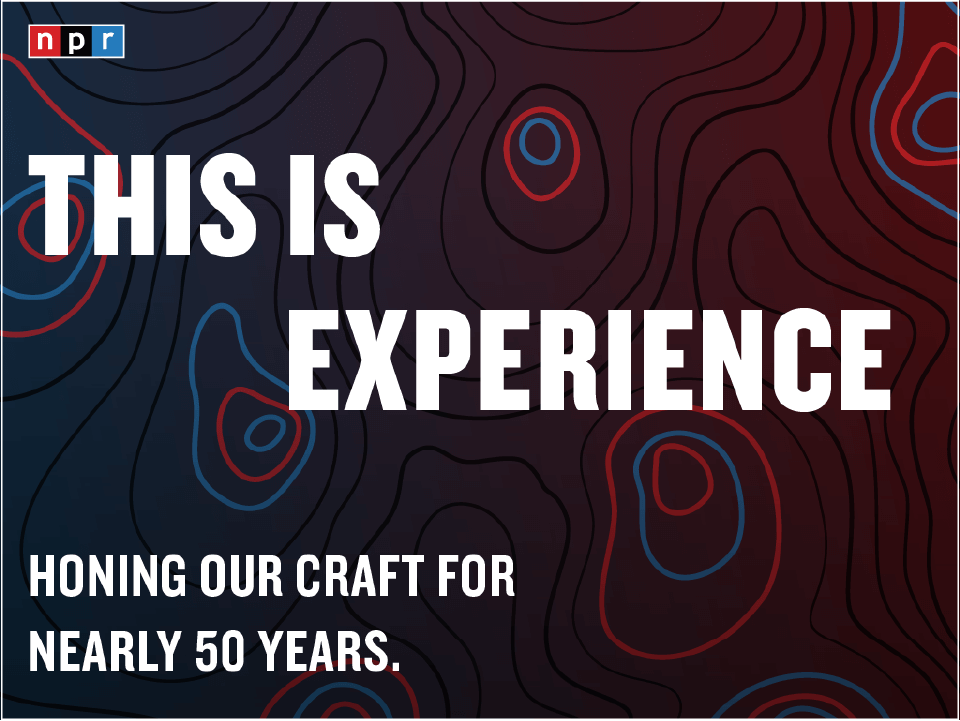 npr
THIS IS
EXPERIENCE
HONING OUR CRAFT FOR
NEARLY 50 YEARS.